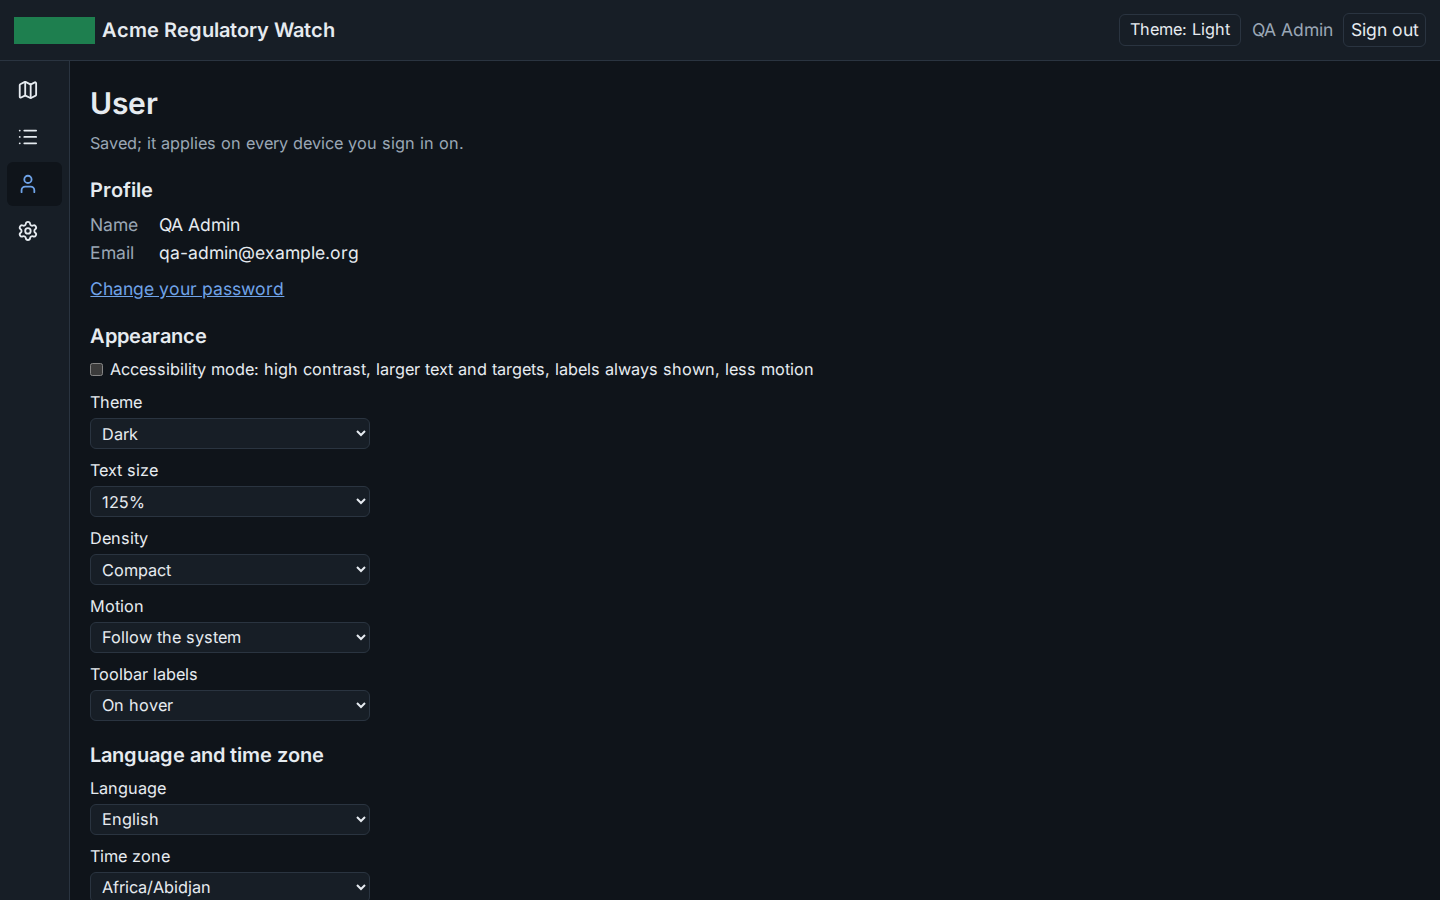 Acme Regulatory Watch
Theme: Light
QA Admin
Sign out
User
Saved; it applies on every device you sign in on.
Profile
Name QA Admin
Email qa-admin@example.org
Change your password
Appearance
Accessibility mode: high contrast, larger text and targets, labels always shown, less motion
Theme
Dark
Text size
125%
Density
Compact
Motion
Follow the system
Toolbar labels
On hover
Language and time zone
Language
English
Time zone
Africa/Abidjan